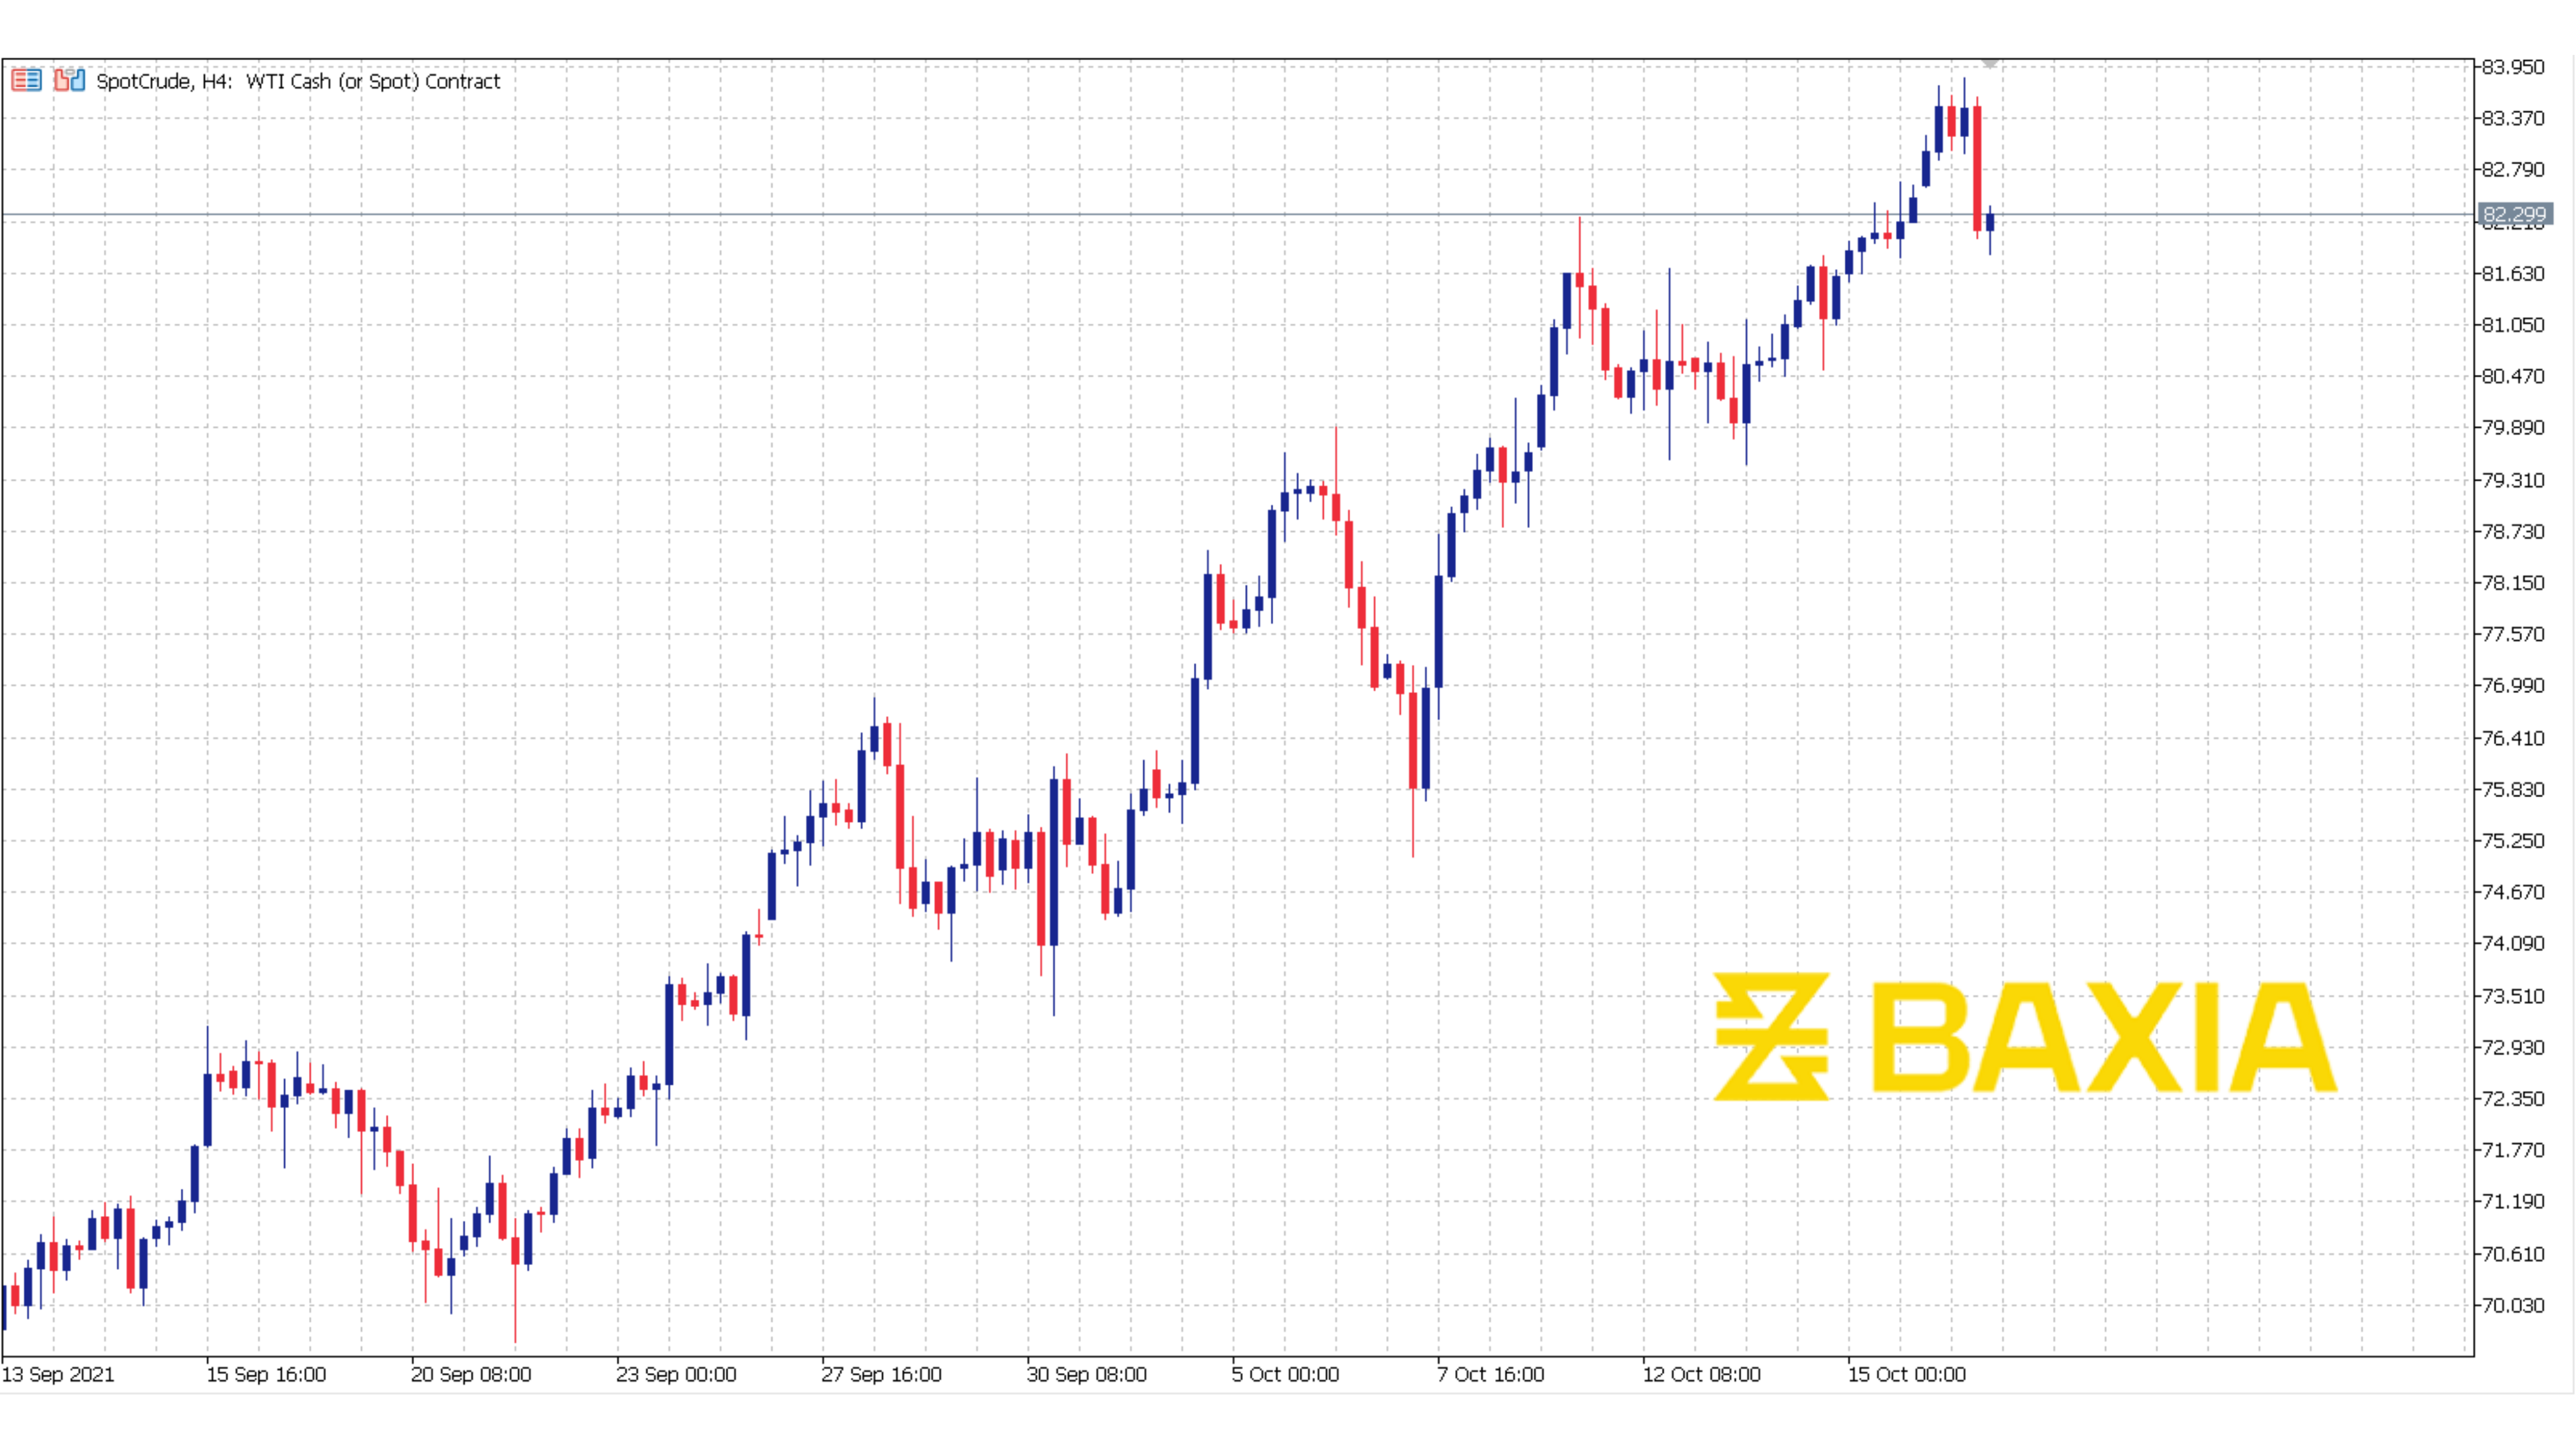 SpotCrude, H4: WTI Cash (or Spot) Contract
83.950
83.370
82.790
82.299
82.210
81.630
81.050
80.470
79.890
79.310
78.730
78.150
77.570
76.990
76.410
75.830
75.250
74.670
74.090
73.510
72.930
72.350
71.770
71.190
70.610
70.030
BAXIA
13 Sep 2021
15 Sep 16:00
20 Sep 08:00
23 Sep 00:00
27 Sep 16:00
30 Sep 08:00
5 Oct 00:00
7 Oct 16:00
12 Oct 08:00
15 Oct 00:00